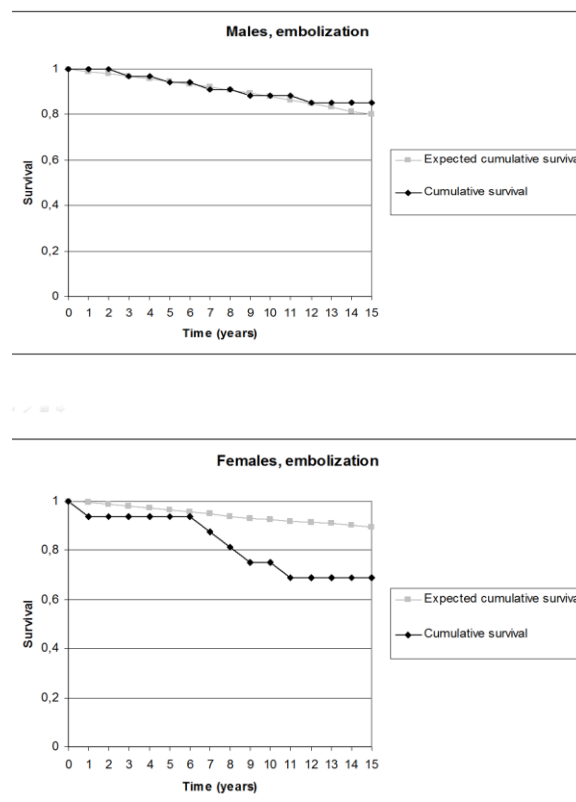 Males, embolization
1
0,8
0,6
0,4
0,2
0
Survival
0 1 2 3 4 5 6 7 8 9 10 11 12 13 14 15
Time (years)
Expected cumulative surviva
Cumulative survival
Females, embolization
1
0,8
0,6
0,4
0,2
0
Survival
0 1 2 3 4 5 6 7 8 9 10 11 12 13 14 15
Time (years)
Expected cumulative surviva
Cumulative survival